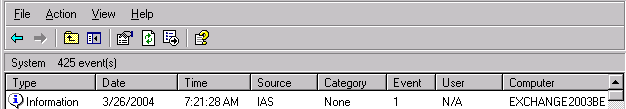 File Action View Help
System 425 event(s)
Type Date Time Source Category Event User Computer
Information 3/26/2004 7:21:28 AM IAS None 1 N/A EXCHANGE2003BE